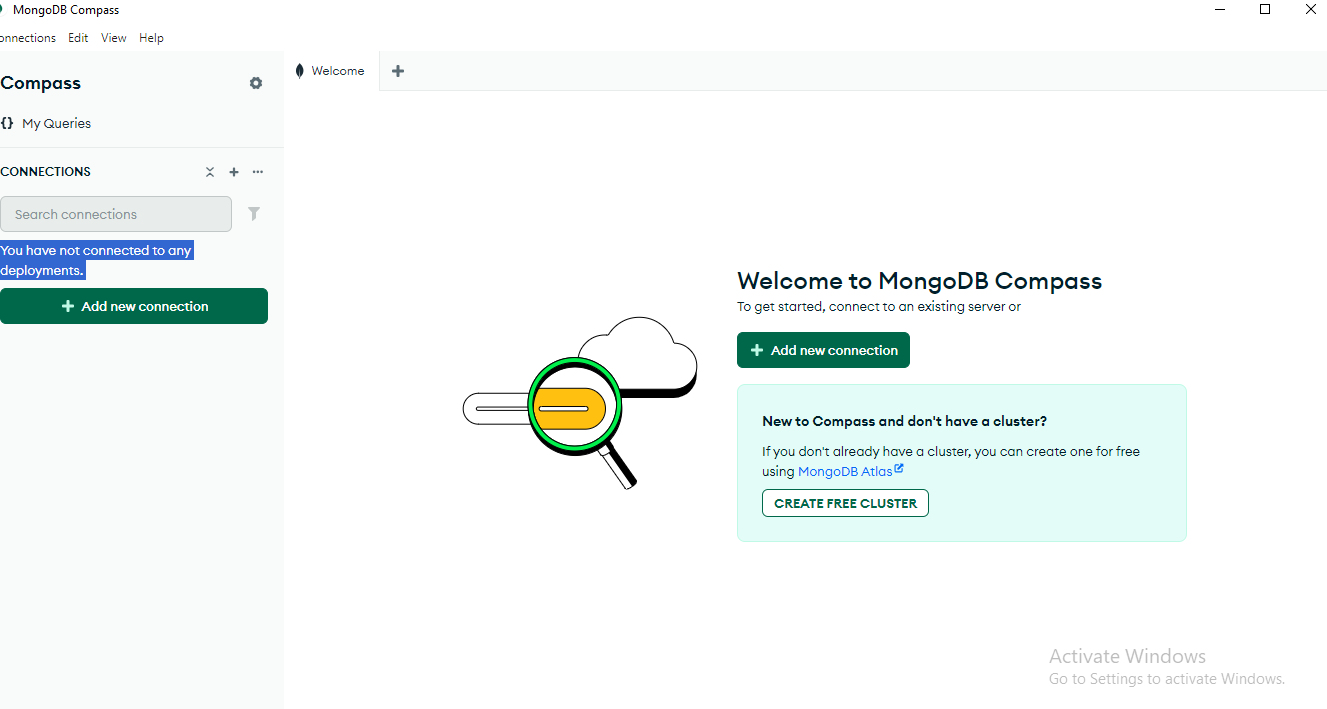 MongoDB Compass
onnections Edit View Help
Compass
Welcome
{} My Queries
CONNECTIONS
Search connections
You have not connected to any
deployments.
Add new connection
Welcome to MongoDB Compass
To get started, connect to an existing server or
Add new connection
New to Compass and don't have a cluster?
If you don't already have a cluster, you can create one for free
using MongoDB Atlas
CREATE FREE CLUSTER
Activate Windows
Go to Settings to activate Windows.